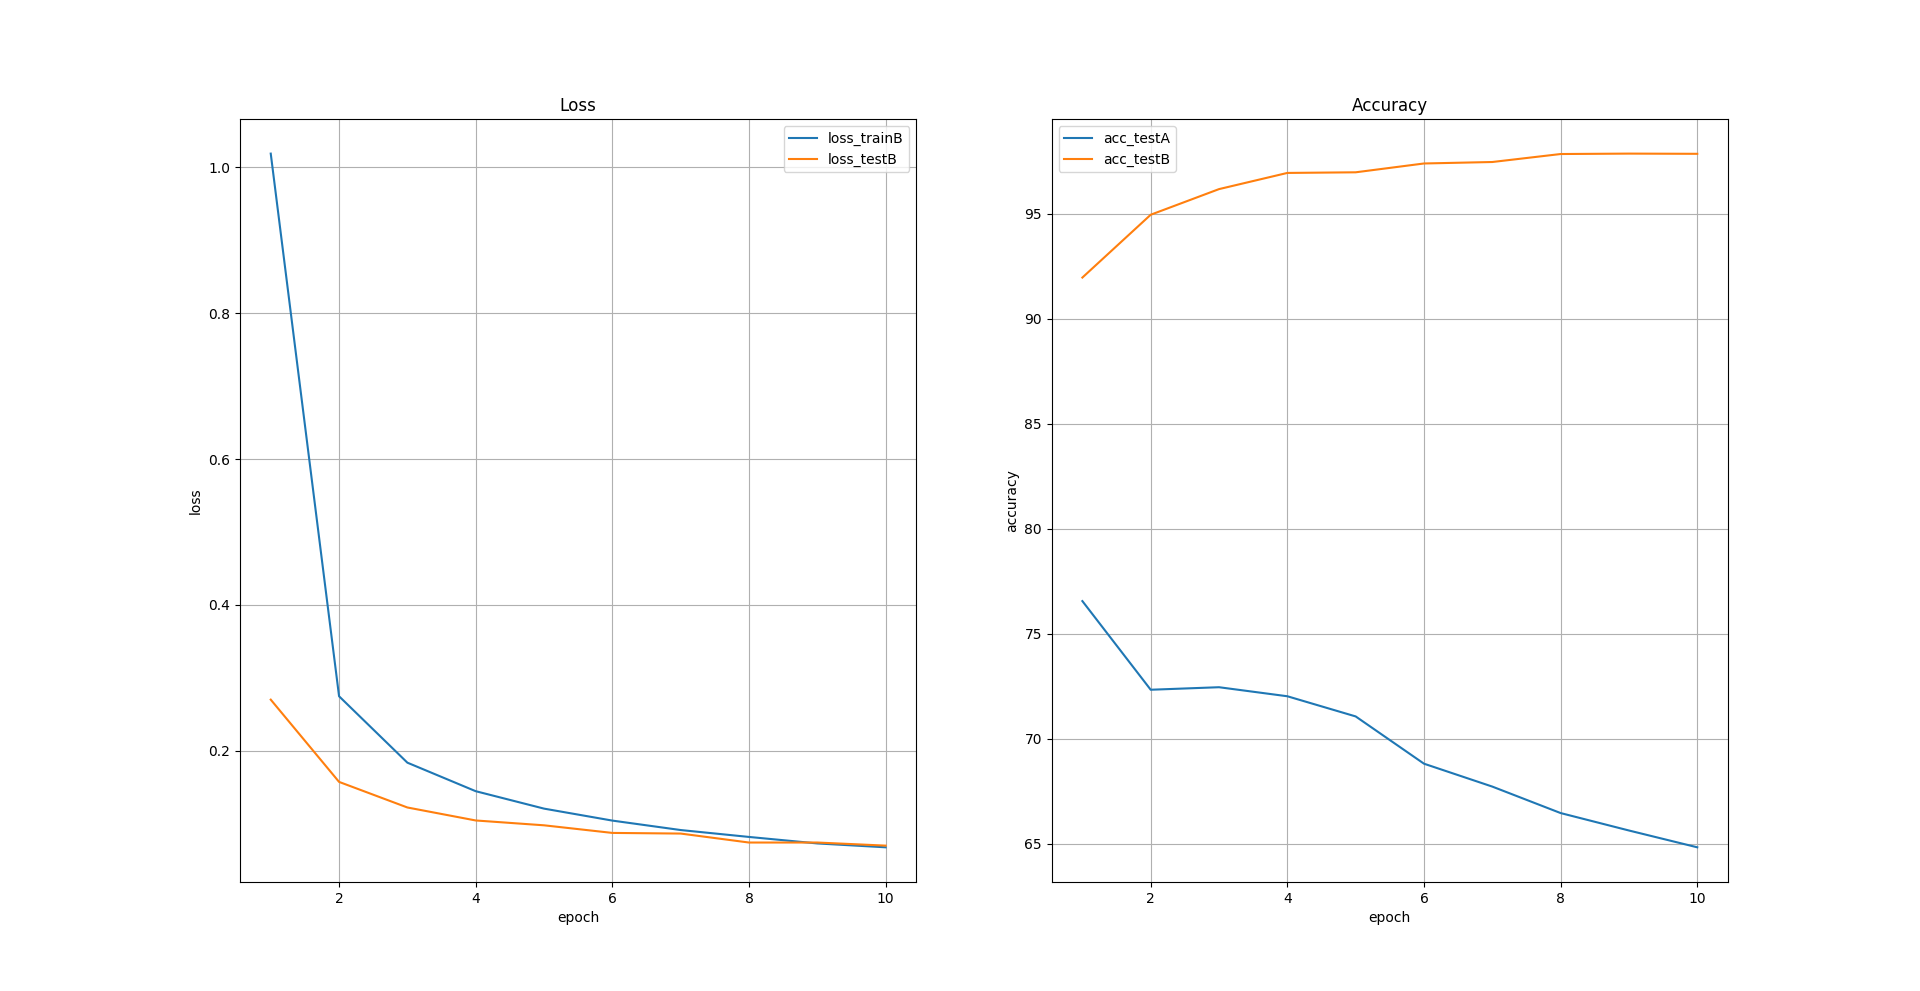 Loss
loss_trainB
loss_testB
1.0
0.8
0.6
0.4
0.2
loss
2 4 6 8 10
epoch
Accuracy
acc_testA
acc_testB
95
90
85
80
75
70
65
accuracy
2 4 6 8 10
epoch